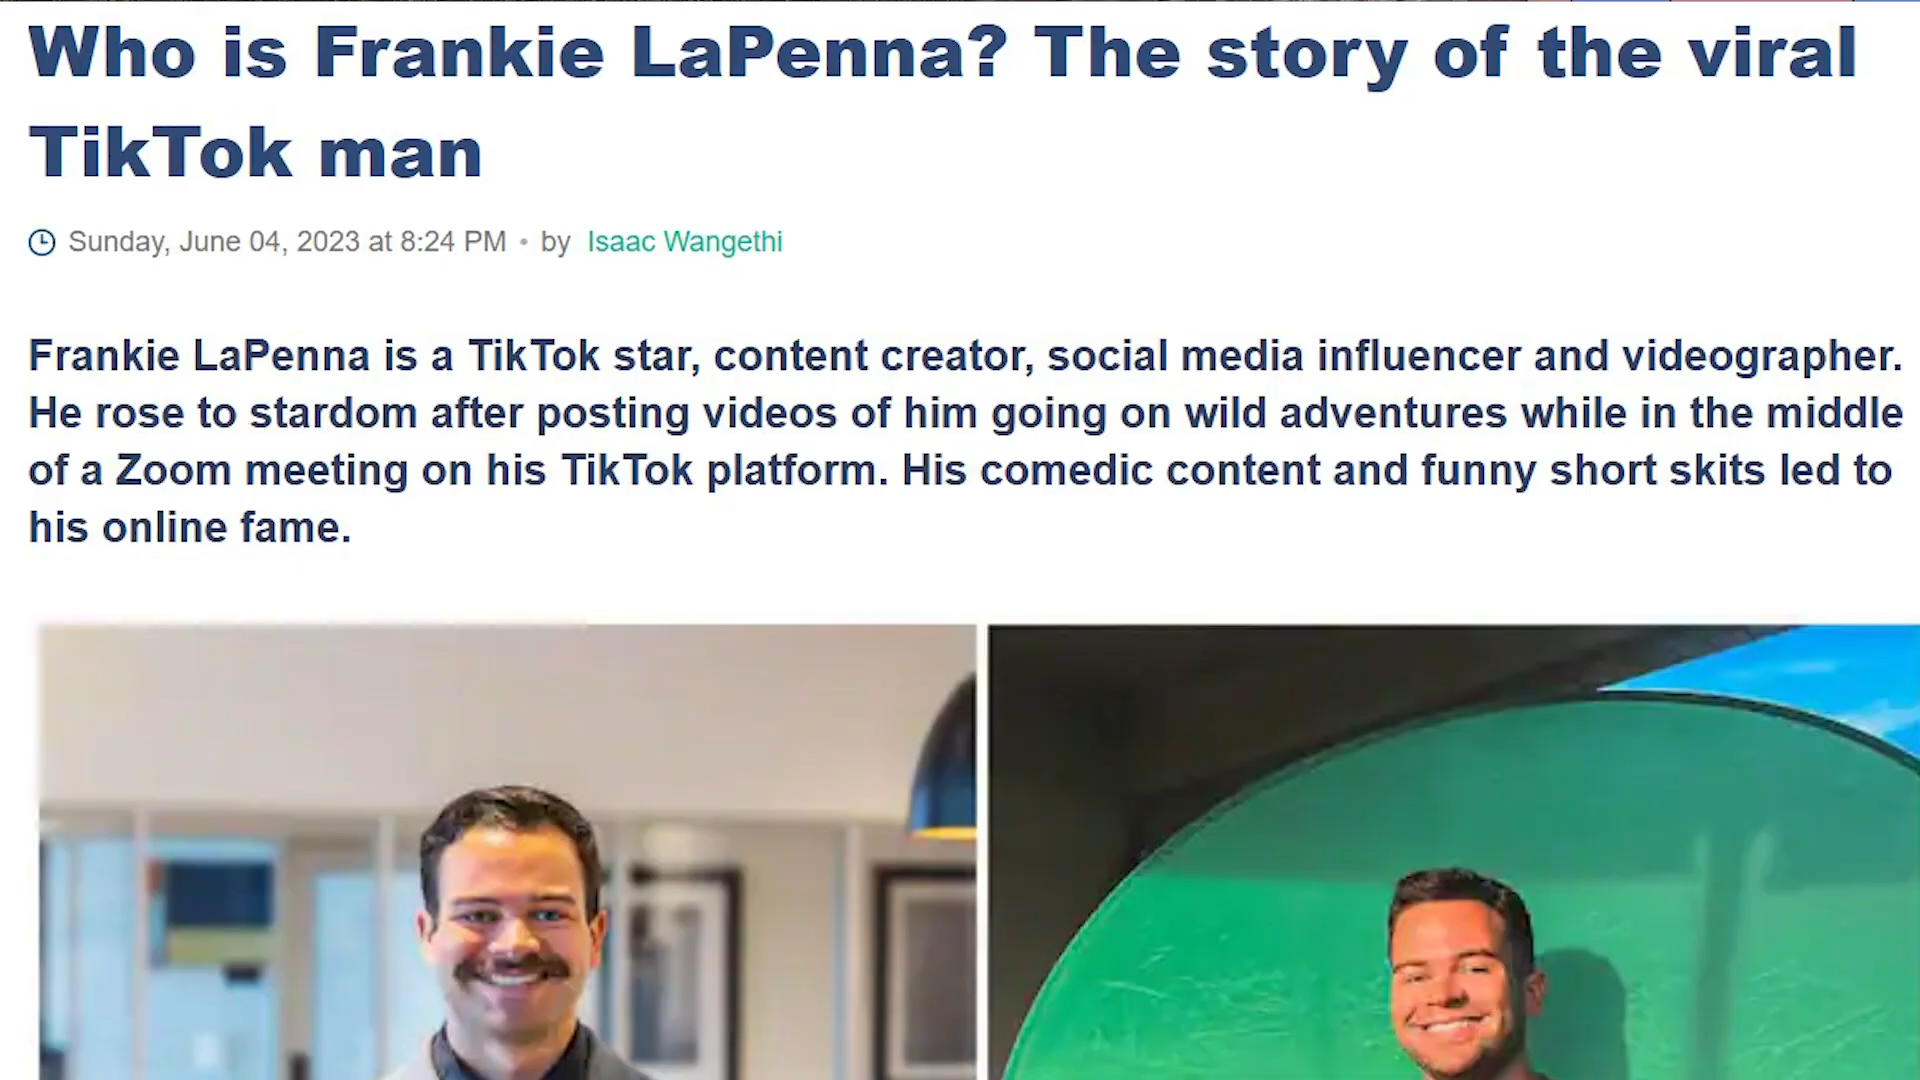 Who is Frankie LaPenna? The story of the viral
TikTok man
Sunday, June 04, 2023 at 8:24 PM • by Isaac Wangethi
Frankie LaPenna is a TikTok star, content creator, social media influencer and videographer.
He rose to stardom after posting videos of him going on wild adventures while in the middle
of a Zoom meeting on his TikTok platform. His comedic content and funny short skits led to
his online fame.